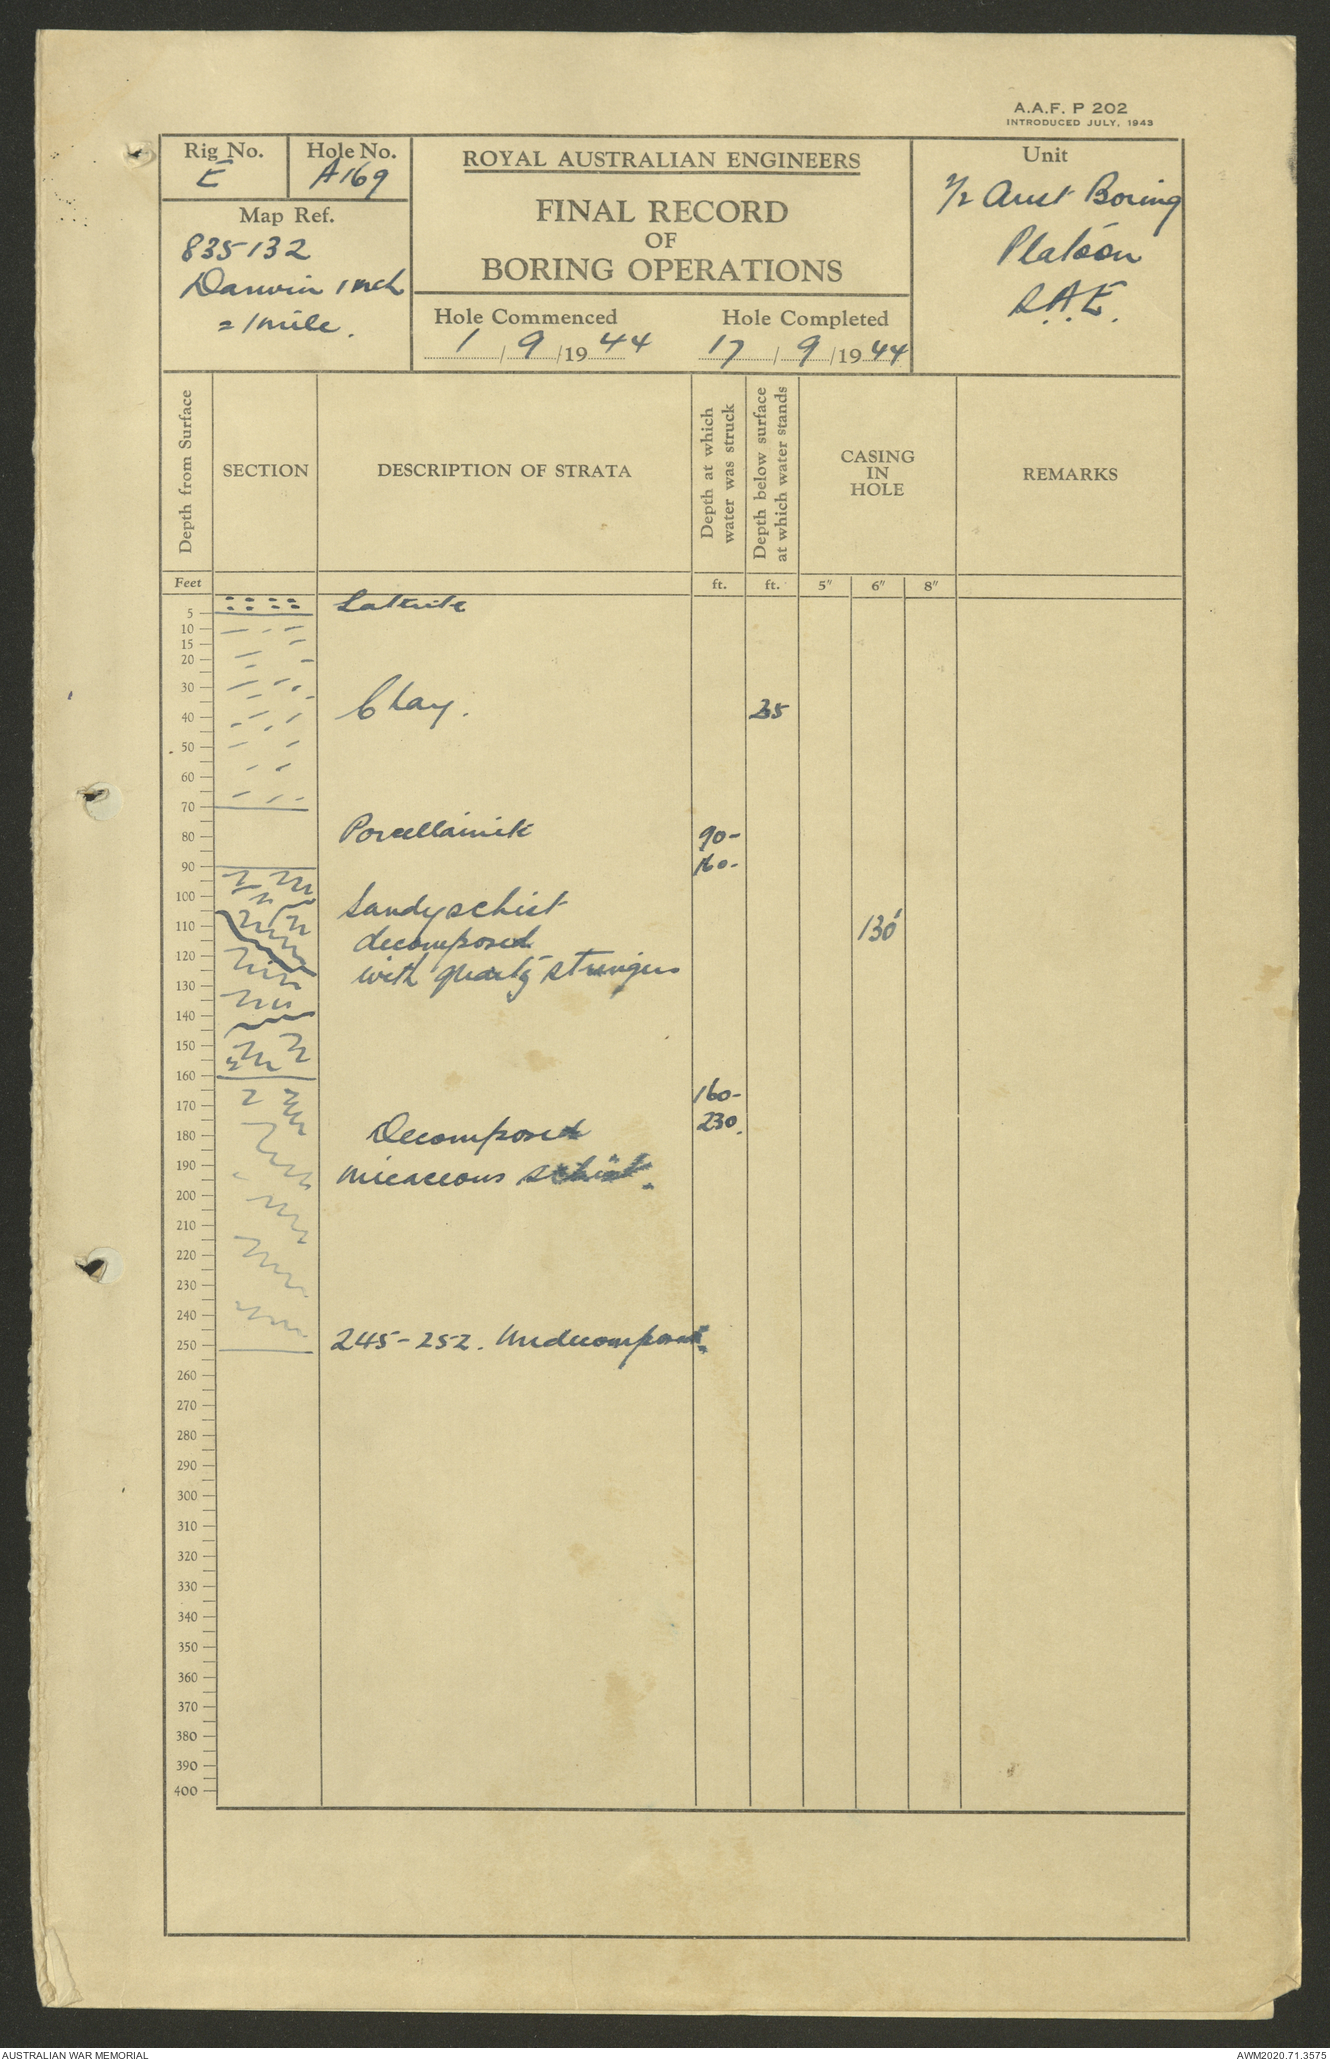 A.A.F. P 202
INTRODUCED JULY, 1943
Rig No.
E
Hole No.
A169
Map Ref.
835132
Darwin 1 inch
= 1 mile.
ROYAL AUSTRALIAN ENGINEERS
FINAL RECORD
OF
BORING OPERATIONS
Hole Commenced
1 / 9 /19 44
Hole Completed
17 / 9 /19 44
Unit
1/2 Aust Boring
Platoon
R.A.E.
Depth from Surface
SECTION
DESCRIPTION OF STRATA
Depth at which
water was struck
Depth below surface
at which water stands
CASING
IN
HOLE
REMARKS
Feet
ft.
ft.
5"
6"
8"
5
Laterite
10
15
20
30
Clay.
35
40
50
60
70
80
Porcellainite
90-
90
160-
100
Sandy schist
110
130'
decomposed
120
with quartz stringers
130
140
150
160
160-
170
230.
180
Decomposed
190
micaceous schist.
200
210
220
230
240
245-252. Undecomposed.
250
260
270
280
290
300
310
320
330
340
350
360
370
380
390
400
AUSTRALIAN WAR MEMORIAL
AWM2020.71.3575